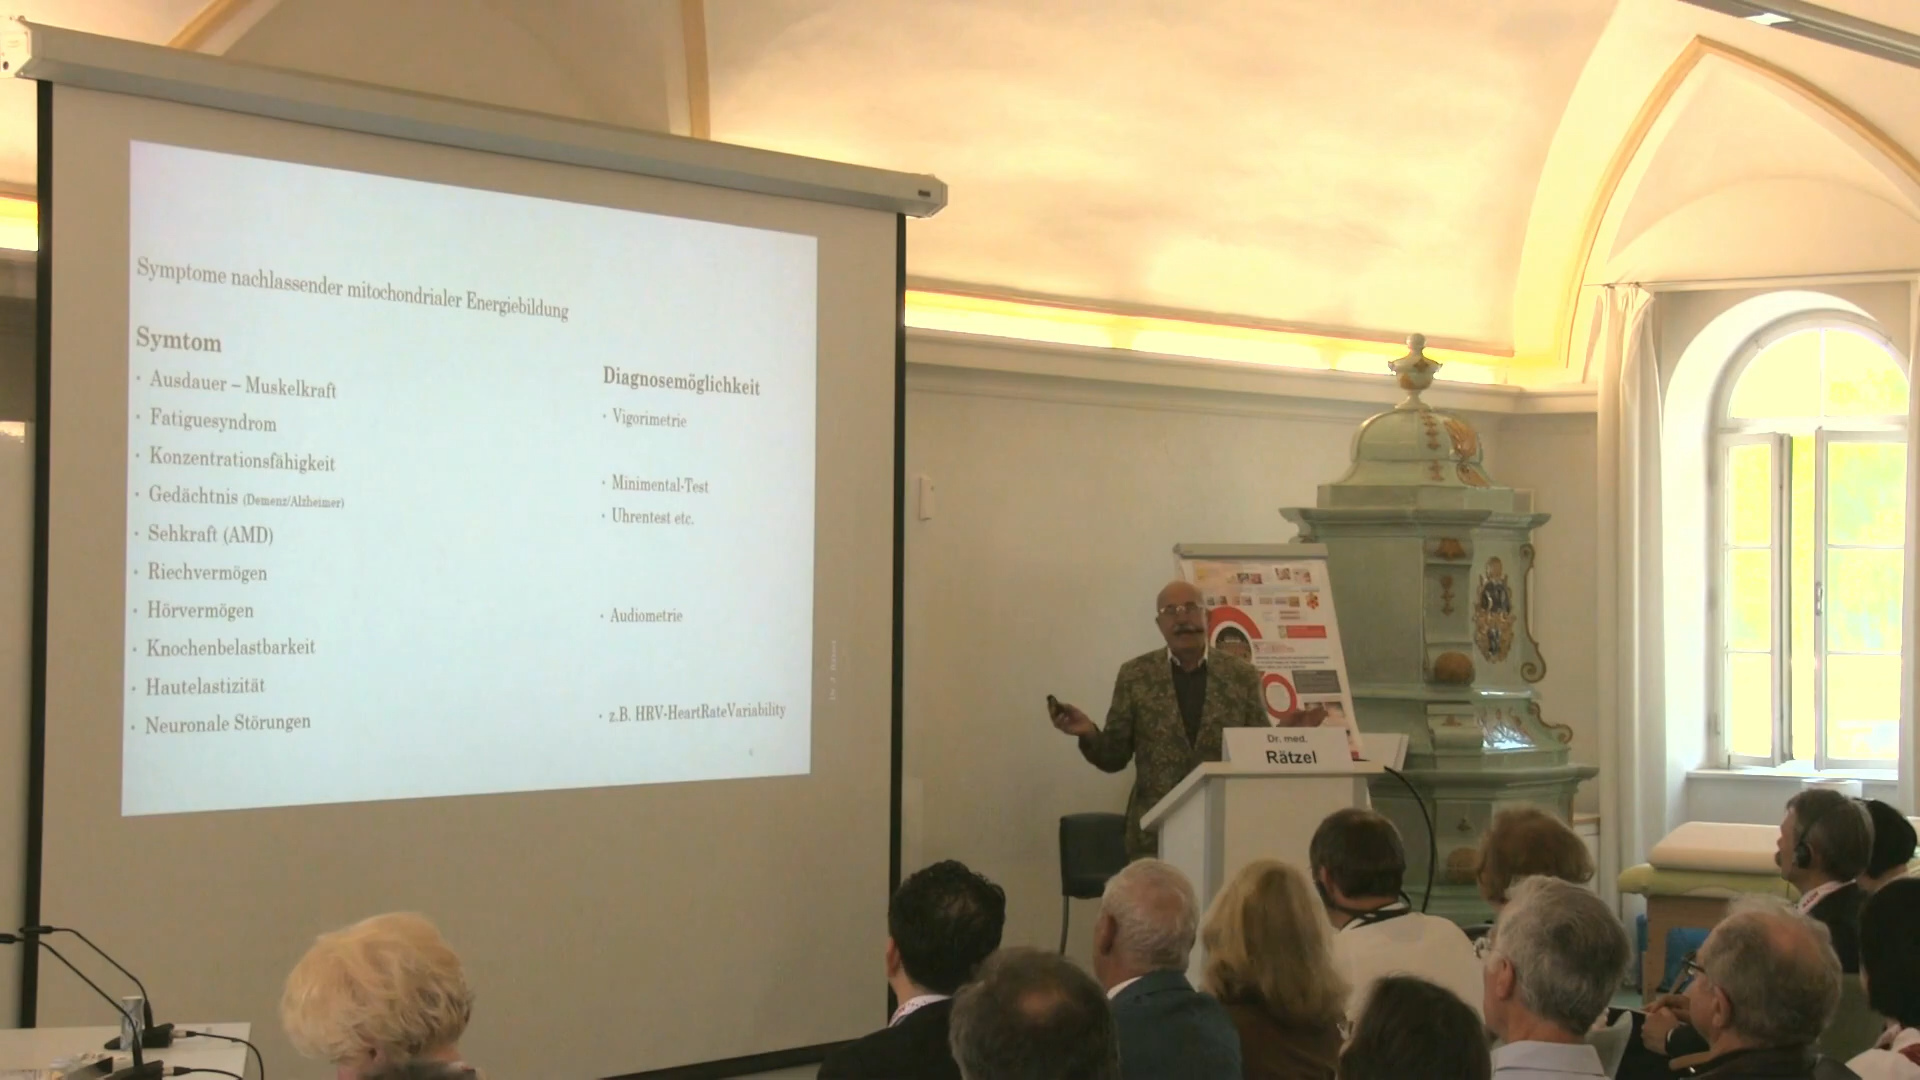 Symptome nachlassender mitochondrialer Energiebildung
Symtom
· Ausdauer – Muskelkraft
· Fatiguesyndrom
· Konzentrationsfähigkeit
· Gedächtnis (Demenz/Alzheimer)
· Sehkraft (AMD)
· Riechvermögen
· Hörvermögen
· Knochenbelastbarkeit
· Hautelastizität
· Neuronale Störungen
Diagnosemöglichkeit
· Vigorimetrie
· Minimental-Test
· Uhrentest etc.
· Audiometrie
· z.B. HRV-HeartRateVariability
Dr. med.
Rätzel